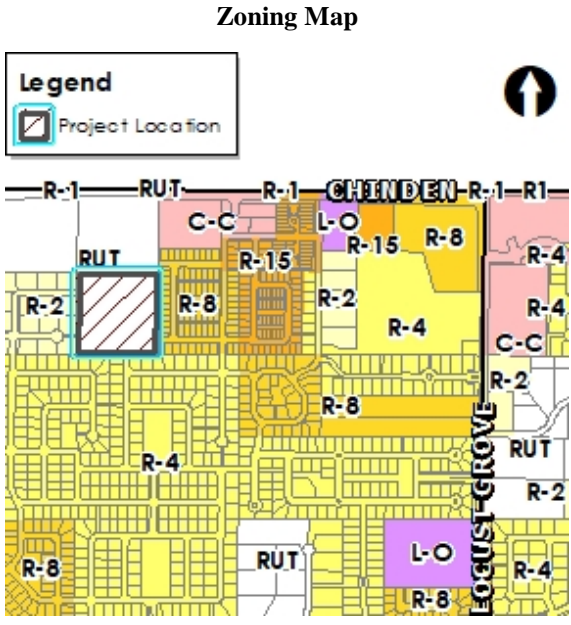 Zoning Map
Legend
Project Location
R-1 RUT R-1 CHINDEN R-1 R1
C-C L-O
R-15 R-8
RUT R-15 R-4
R-2 R-8 R-2 R-4
R-4
C-C
R-2
R-8
RUT
R-4
R-2
LOCUST GROVE
RUT L-O
R-8 R-4
R-8